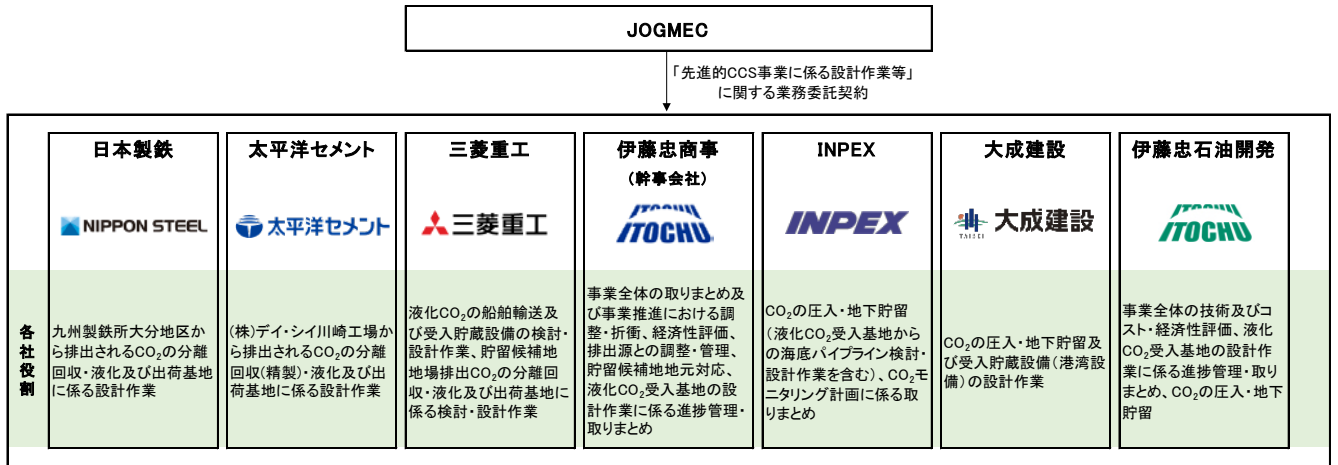 JOGMEC
「先進的CCS事業に係る設計作業等」
に関する業務委託契約
日本製鉄
NIPPON STEEL
太平洋セメント
太平洋セメント
三菱重工
三菱重工
伊藤忠商事
(幹事会社)
ITOCHU
INPEX
INPEX
大成建設
TAISEI
大成建設
伊藤忠石油開発
ITOCHU
各社役割
九州製鉄所大分地区か
ら排出されるCO₂の分離
回収・液化及び出荷基地
に係る設計作業
(株)デイ・シイ川崎工場か
ら排出されるCO₂の分離
回収(精製)・液化及び出
荷基地に係る設計作業
液化CO₂の船舶輸送及
び受入貯蔵設備の検討・
設計作業、貯留候補地
地場排出CO₂の分離回
収・液化及び出荷基地に
係る検討・設計作業
事業全体の取りまとめ及
び事業推進における調
整・折衝、経済性評価、
排出源との調整・管理、
貯留候補地地元対応、
液化CO₂受入基地の設
計作業に係る進捗管理・
取りまとめ
CO₂の圧入・地下貯留
(液化CO₂受入基地から
の海底パイプライン検討・
設計作業を含む)、CO₂モ
ニタリング計画に係る取
りまとめ
CO₂の圧入・地下貯留及
び受入貯蔵設備(港湾設
備)の設計作業
事業全体の技術及びコ
スト・経済性評価、液化
CO₂受入基地の設計作
業に係る進捗管理・取り
まとめ、CO₂の圧入・地下
貯留